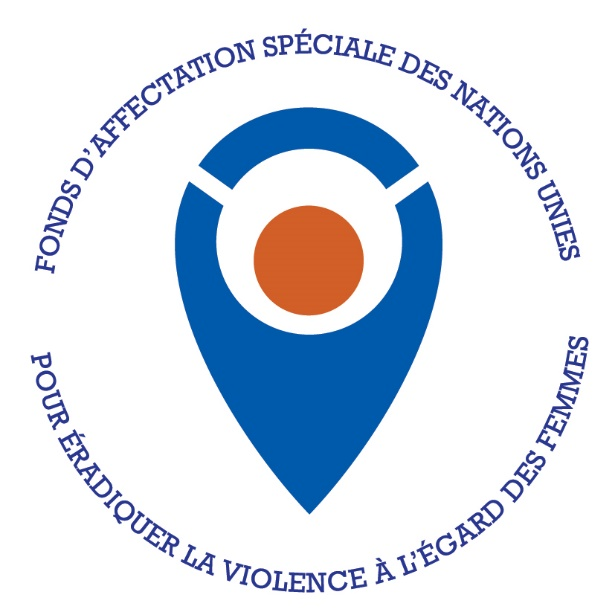 FONDS D'AFFECTATION SPÉCIALE DES NATIONS UNIES
POUR ÉRADIQUER LA VIOLENCE À L'ÉGARD DES FEMMES